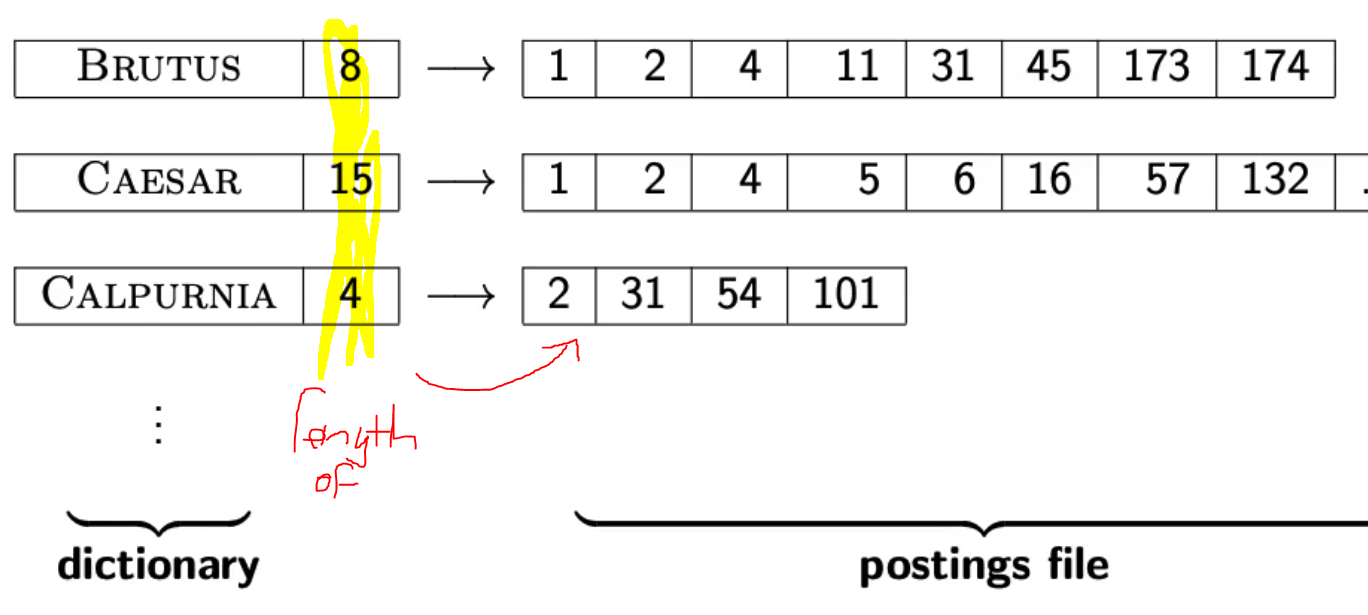 BRUTUS 8 → 1 2 4 11 31 45 173 174
CAESAR 15 → 1 2 4 5 6 16 57 132 .
CALPURNIA 4 → 2 31 54 101
⋮
length
of
dictionary postings file